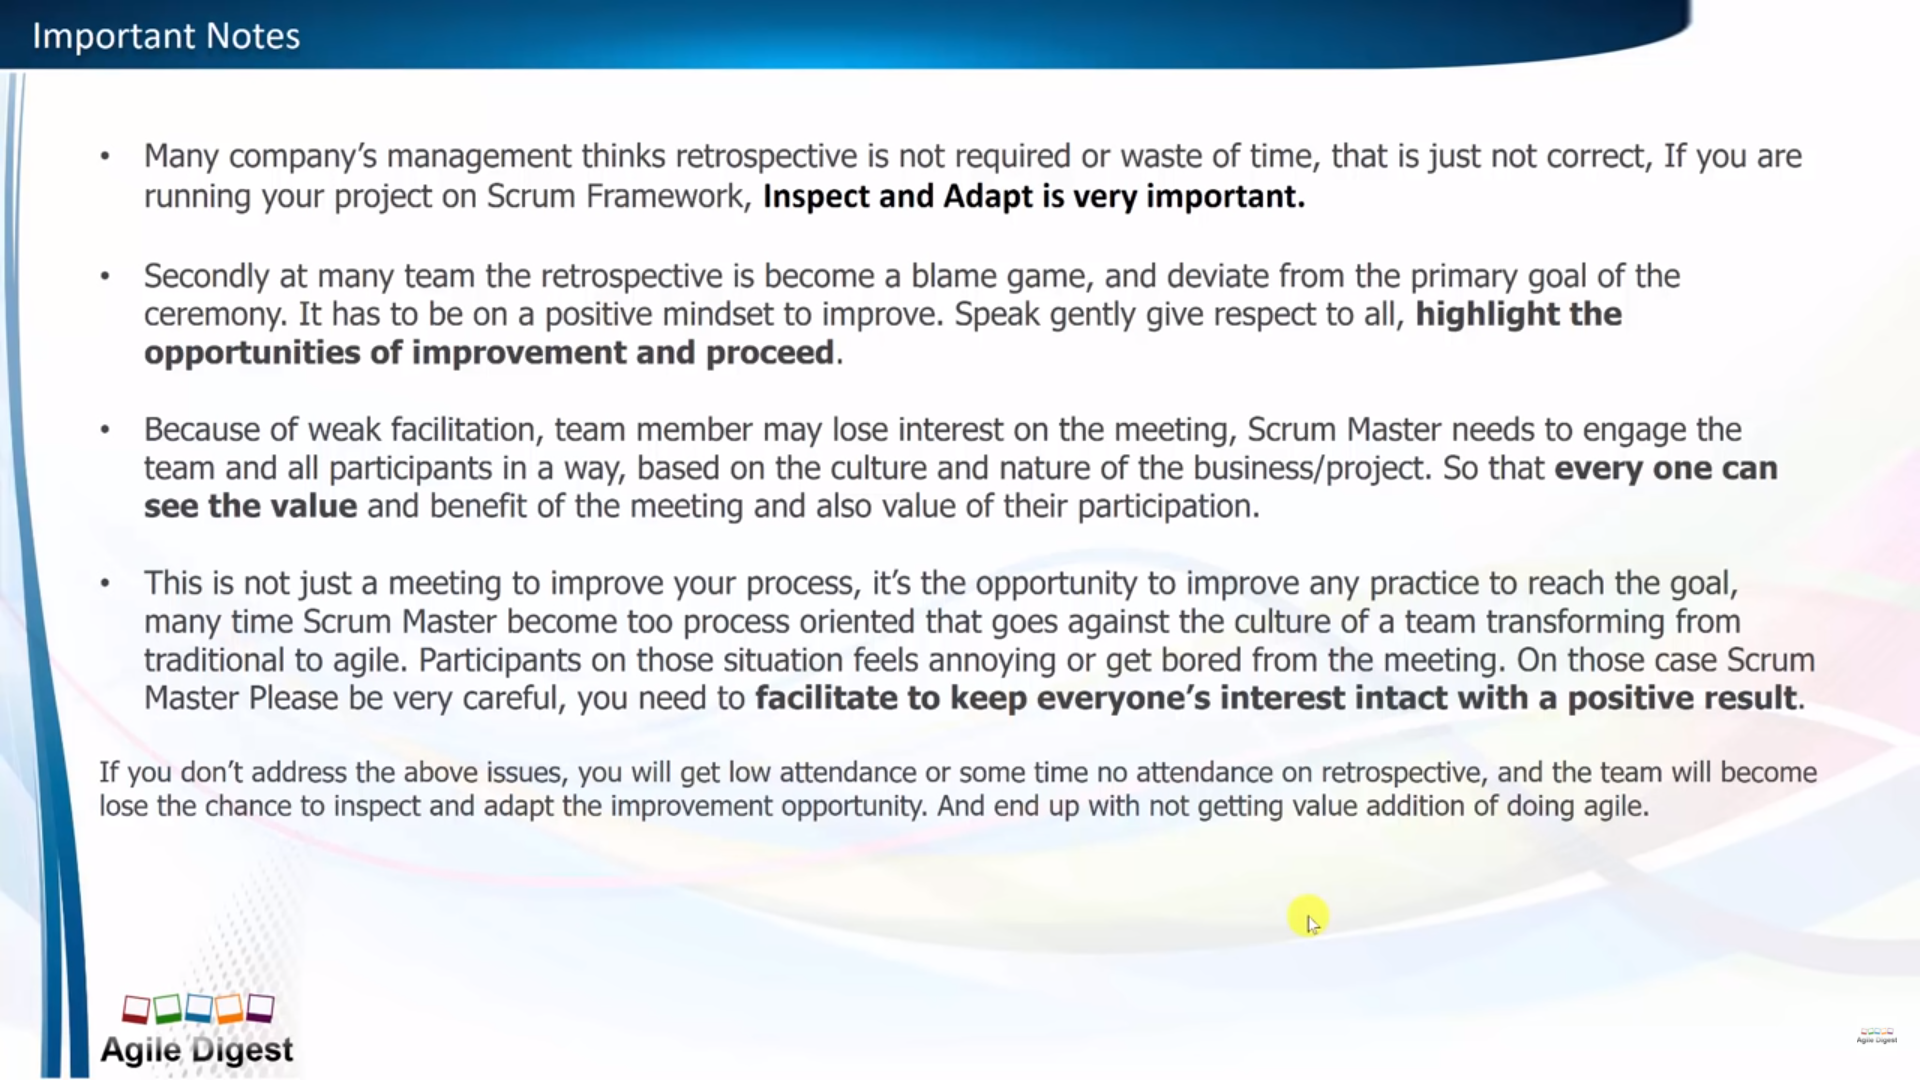 Important Notes
• Many company’s management thinks retrospective is not required or waste of time, that is just not correct, If you are
running your project on Scrum Framework, Inspect and Adapt is very important.
• Secondly at many team the retrospective is become a blame game, and deviate from the primary goal of the
ceremony. It has to be on a positive mindset to improve. Speak gently give respect to all, highlight the
opportunities of improvement and proceed.
• Because of weak facilitation, team member may lose interest on the meeting, Scrum Master needs to engage the
team and all participants in a way, based on the culture and nature of the business/project. So that every one can
see the value and benefit of the meeting and also value of their participation.
• This is not just a meeting to improve your process, it’s the opportunity to improve any practice to reach the goal,
many time Scrum Master become too process oriented that goes against the culture of a team transforming from
traditional to agile. Participants on those situation feels annoying or get bored from the meeting. On those case Scrum
Master Please be very careful, you need to facilitate to keep everyone’s interest intact with a positive result.
If you don’t address the above issues, you will get low attendance or some time no attendance on retrospective, and the team will become
lose the chance to inspect and adapt the improvement opportunity. And end up with not getting value addition of doing agile.
Agile Digest
Agile Digest